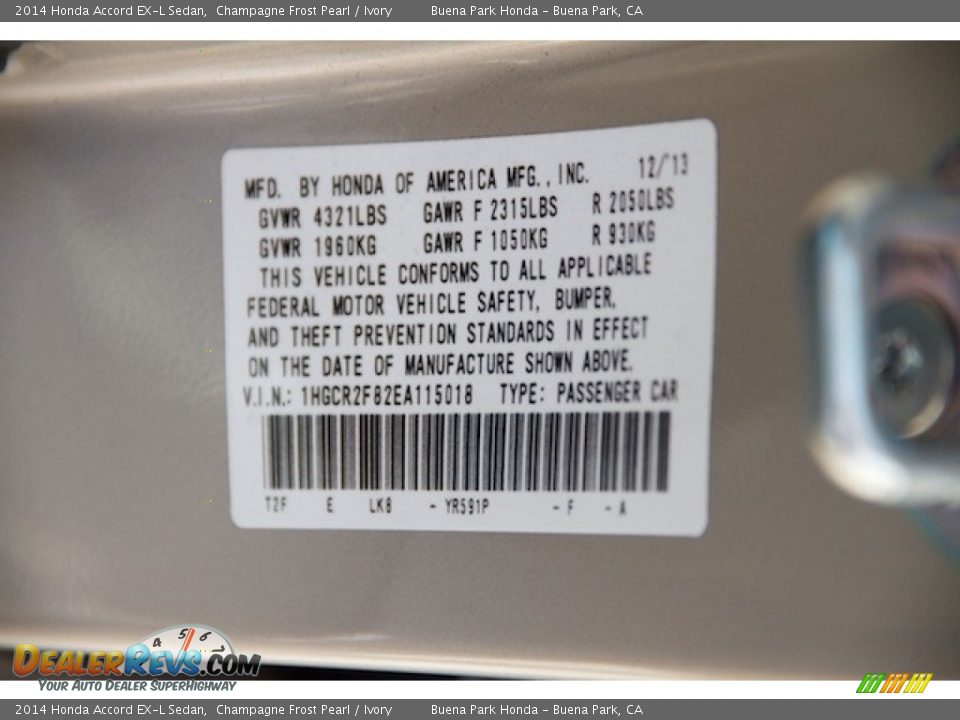 2014 Honda Accord EX-L Sedan, Champagne Frost Pearl / Ivory Buena Park Honda - Buena Park, CA
MFD. BY HONDA OF AMERICA MFG., INC. 12/'13
GVWR 4321LBS GAWR F 2315LBS R 2050LBS
GVWR 1960KG GAWR F 1050KG R 930KG
THIS VEHICLE CONFORMS TO ALL APPLICABLE
FEDERAL MOTOR VEHICLE SAFETY, BUMPER,
AND THEFT PREVENTION STANDARDS IN EFFECT
ON THE DATE OF MANUFACTURE SHOWN ABOVE.
V.I.N.: 1HGCR2F82EA115018 TYPE: PASSENGER CAR
T2F E LK8 - YR591P - F - A
4 5 6 7
DEALERREVS.COM
YOUR AUTO DEALER SUPERHIGHWAY
2014 Honda Accord EX-L Sedan, Champagne Frost Pearl / Ivory Buena Park Honda - Buena Park, CA